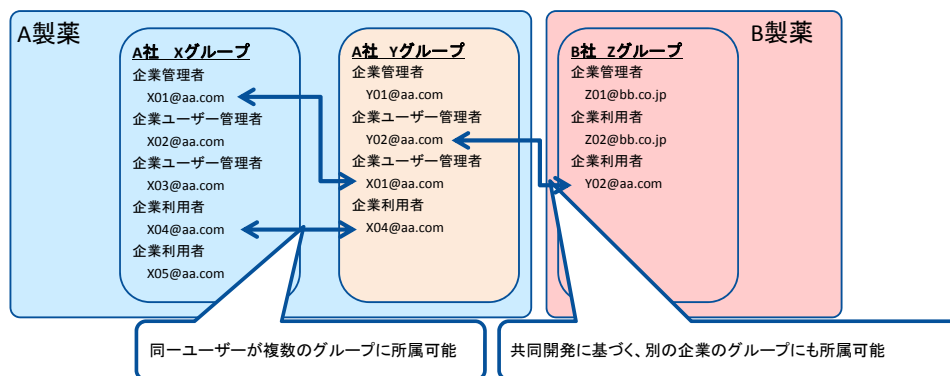 A製薬
A社　Xグループ
企業管理者
X01@aa.com
企業ユーザー管理者
X02@aa.com
企業ユーザー管理者
X03@aa.com
企業利用者
X04@aa.com
企業利用者
X05@aa.com
A社 Yグループ
企業管理者
Y01@aa.com
企業ユーザー管理者
Y02@aa.com
企業ユーザー管理者
X01@aa.com
企業利用者
X04@aa.com
B製薬
B社 Zグループ
企業管理者
Z01@bb.co.jp
企業利用者
Z02@bb.co.jp
企業利用者
Y02@aa.com
同一ユーザーが複数のグループに所属可能
共同開発に基づく、別の企業のグループにも所属可能